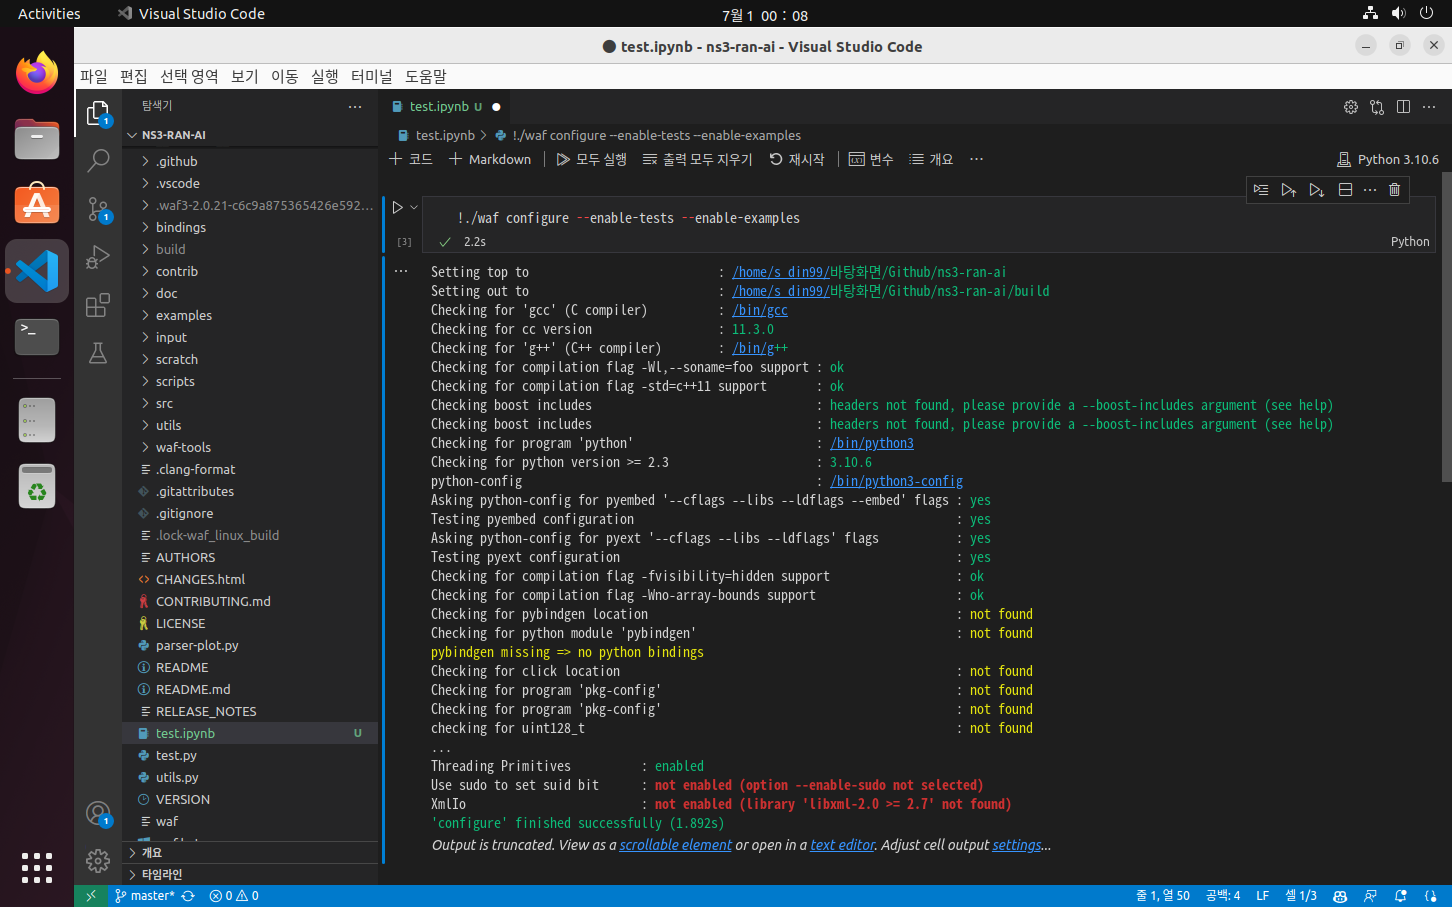 Activities
Visual Studio Code
7월 1 00 : 08
test.ipynb - ns3-ran-ai - Visual Studio Code
파일 편집 선택 영역 보기 이동 실행 터미널 도움말
탐색기
test.ipynb U
NS3-RAN-AI
test.ipynb > !./waf configure --enable-tests --enable-examples
코드 Markdown 모두 실행 출력 모두 지우기 재시작 변수 개요
Python 3.10.6
.github
.vscode
.waf3-2.0.21-c6c9a875365426e592...
bindings
build
contrib
doc
examples
input
scratch
scripts
src
utils
waf-tools
.clang-format
.gitattributes
.gitignore
.lock-waf_linux_build
AUTHORS
CHANGES.html
CONTRIBUTING.md
LICENSE
parser-plot.py
README
README.md
RELEASE_NOTES
test.ipynb U
test.py
utils.py
VERSION
waf
개요
타임라인
!./waf configure --enable-tests --enable-examples
[3] 2.2s
Python
Setting top to : /home/s_din99/바탕화면/Github/ns3-ran-ai
Setting out to : /home/s_din99/바탕화면/Github/ns3-ran-ai/build
Checking for 'gcc' (C compiler) : /bin/gcc
Checking for cc version : 11.3.0
Checking for 'g++' (C++ compiler) : /bin/g++
Checking for compilation flag -Wl,--soname=foo support : ok
Checking for compilation flag -std=c++11 support : ok
Checking boost includes : headers not found, please provide a --boost-includes argument (see help)
Checking boost includes : headers not found, please provide a --boost-includes argument (see help)
Checking for program 'python' : /bin/python3
Checking for python version >= 2.3 : 3.10.6
python-config : /bin/python3-config
Asking python-config for pyembed '--cflags --libs --ldflags --embed' flags : yes
Testing pyembed configuration : yes
Asking python-config for pyext '--cflags --libs --ldflags' flags : yes
Testing pyext configuration : yes
Checking for compilation flag -fvisibility=hidden support : ok
Checking for compilation flag -Wno-array-bounds support : ok
Checking for pybindgen location : not found
Checking for python module 'pybindgen' : not found
pybindgen missing => no python bindings
Checking for click location : not found
Checking for program 'pkg-config' : not found
Checking for program 'pkg-config' : not found
checking for uint128_t : not found
...
Threading Primitives : enabled
Use sudo to set suid bit : not enabled (option --enable-sudo not selected)
XmlIo : not enabled (library 'libxml-2.0 >= 2.7' not found)
'configure' finished successfully (1.892s)
Output is truncated. View as a scrollable element or open in a text editor. Adjust cell output settings...
master* 0 0
줄 1, 열 50 공백: 4 LF 셀 1/3